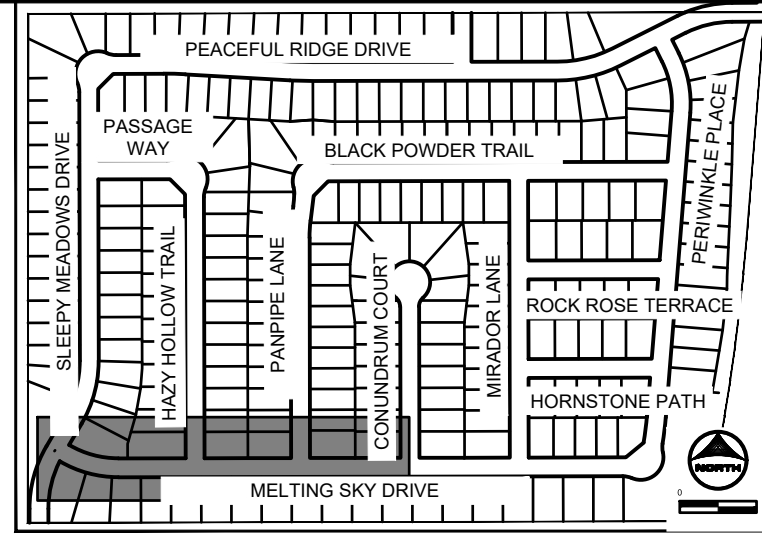 PEACEFUL RIDGE DRIVE
PASSAGE
WAY
BLACK POWDER TRAIL
PERIWINKLE PLACE
SLEEPY MEADOWS DRIVE
HAZY HOLLOW TRAIL
PANPIPE LANE
CONUNDRUM COURT
MIRADOR LANE
ROCK ROSE TERRACE
HORNSTONE PATH
MELTING SKY DRIVE
NORTH
0